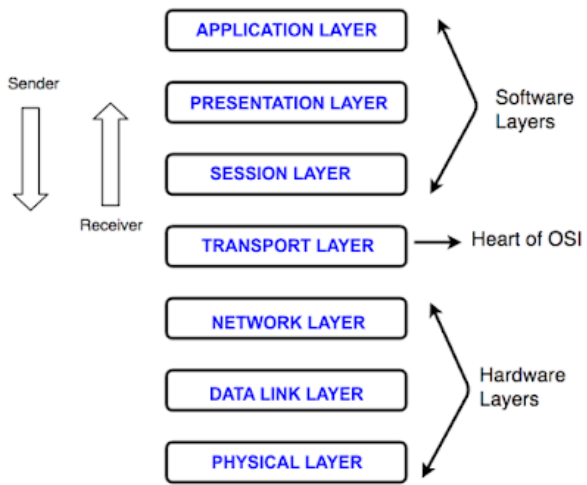 APPLICATION LAYER
Sender
PRESENTATION LAYER
Software
Layers
SESSION LAYER
Receiver
TRANSPORT LAYER
Heart of OSI
NETWORK LAYER
Hardware
Layers
DATA LINK LAYER
PHYSICAL LAYER